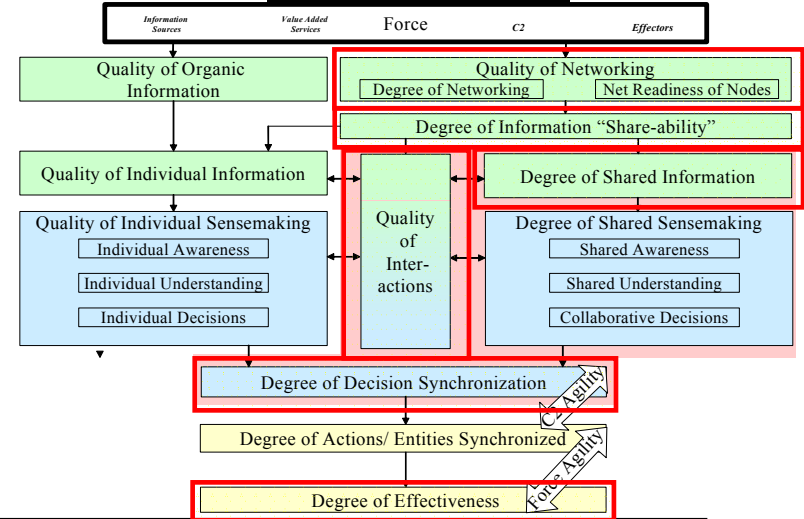 Information
Sources
Value Added
Services
Force
C2
Effectors
Quality of Organic
Information
Quality of Networking
Degree of Networking
Net Readiness of Nodes
Degree of Information “Share-ability”
Quality of Individual Information
Degree of Shared Information
Quality of Individual Sensemaking
Individual Awareness
Individual Understanding
Individual Decisions
Quality
of
Inter-
actions
Degree of Shared Sensemaking
Shared Awareness
Shared Understanding
Collaborative Decisions
Degree of Decision Synchronization
C2 Agility
Degree of Actions/ Entities Synchronized
Force Agility
Degree of Effectiveness